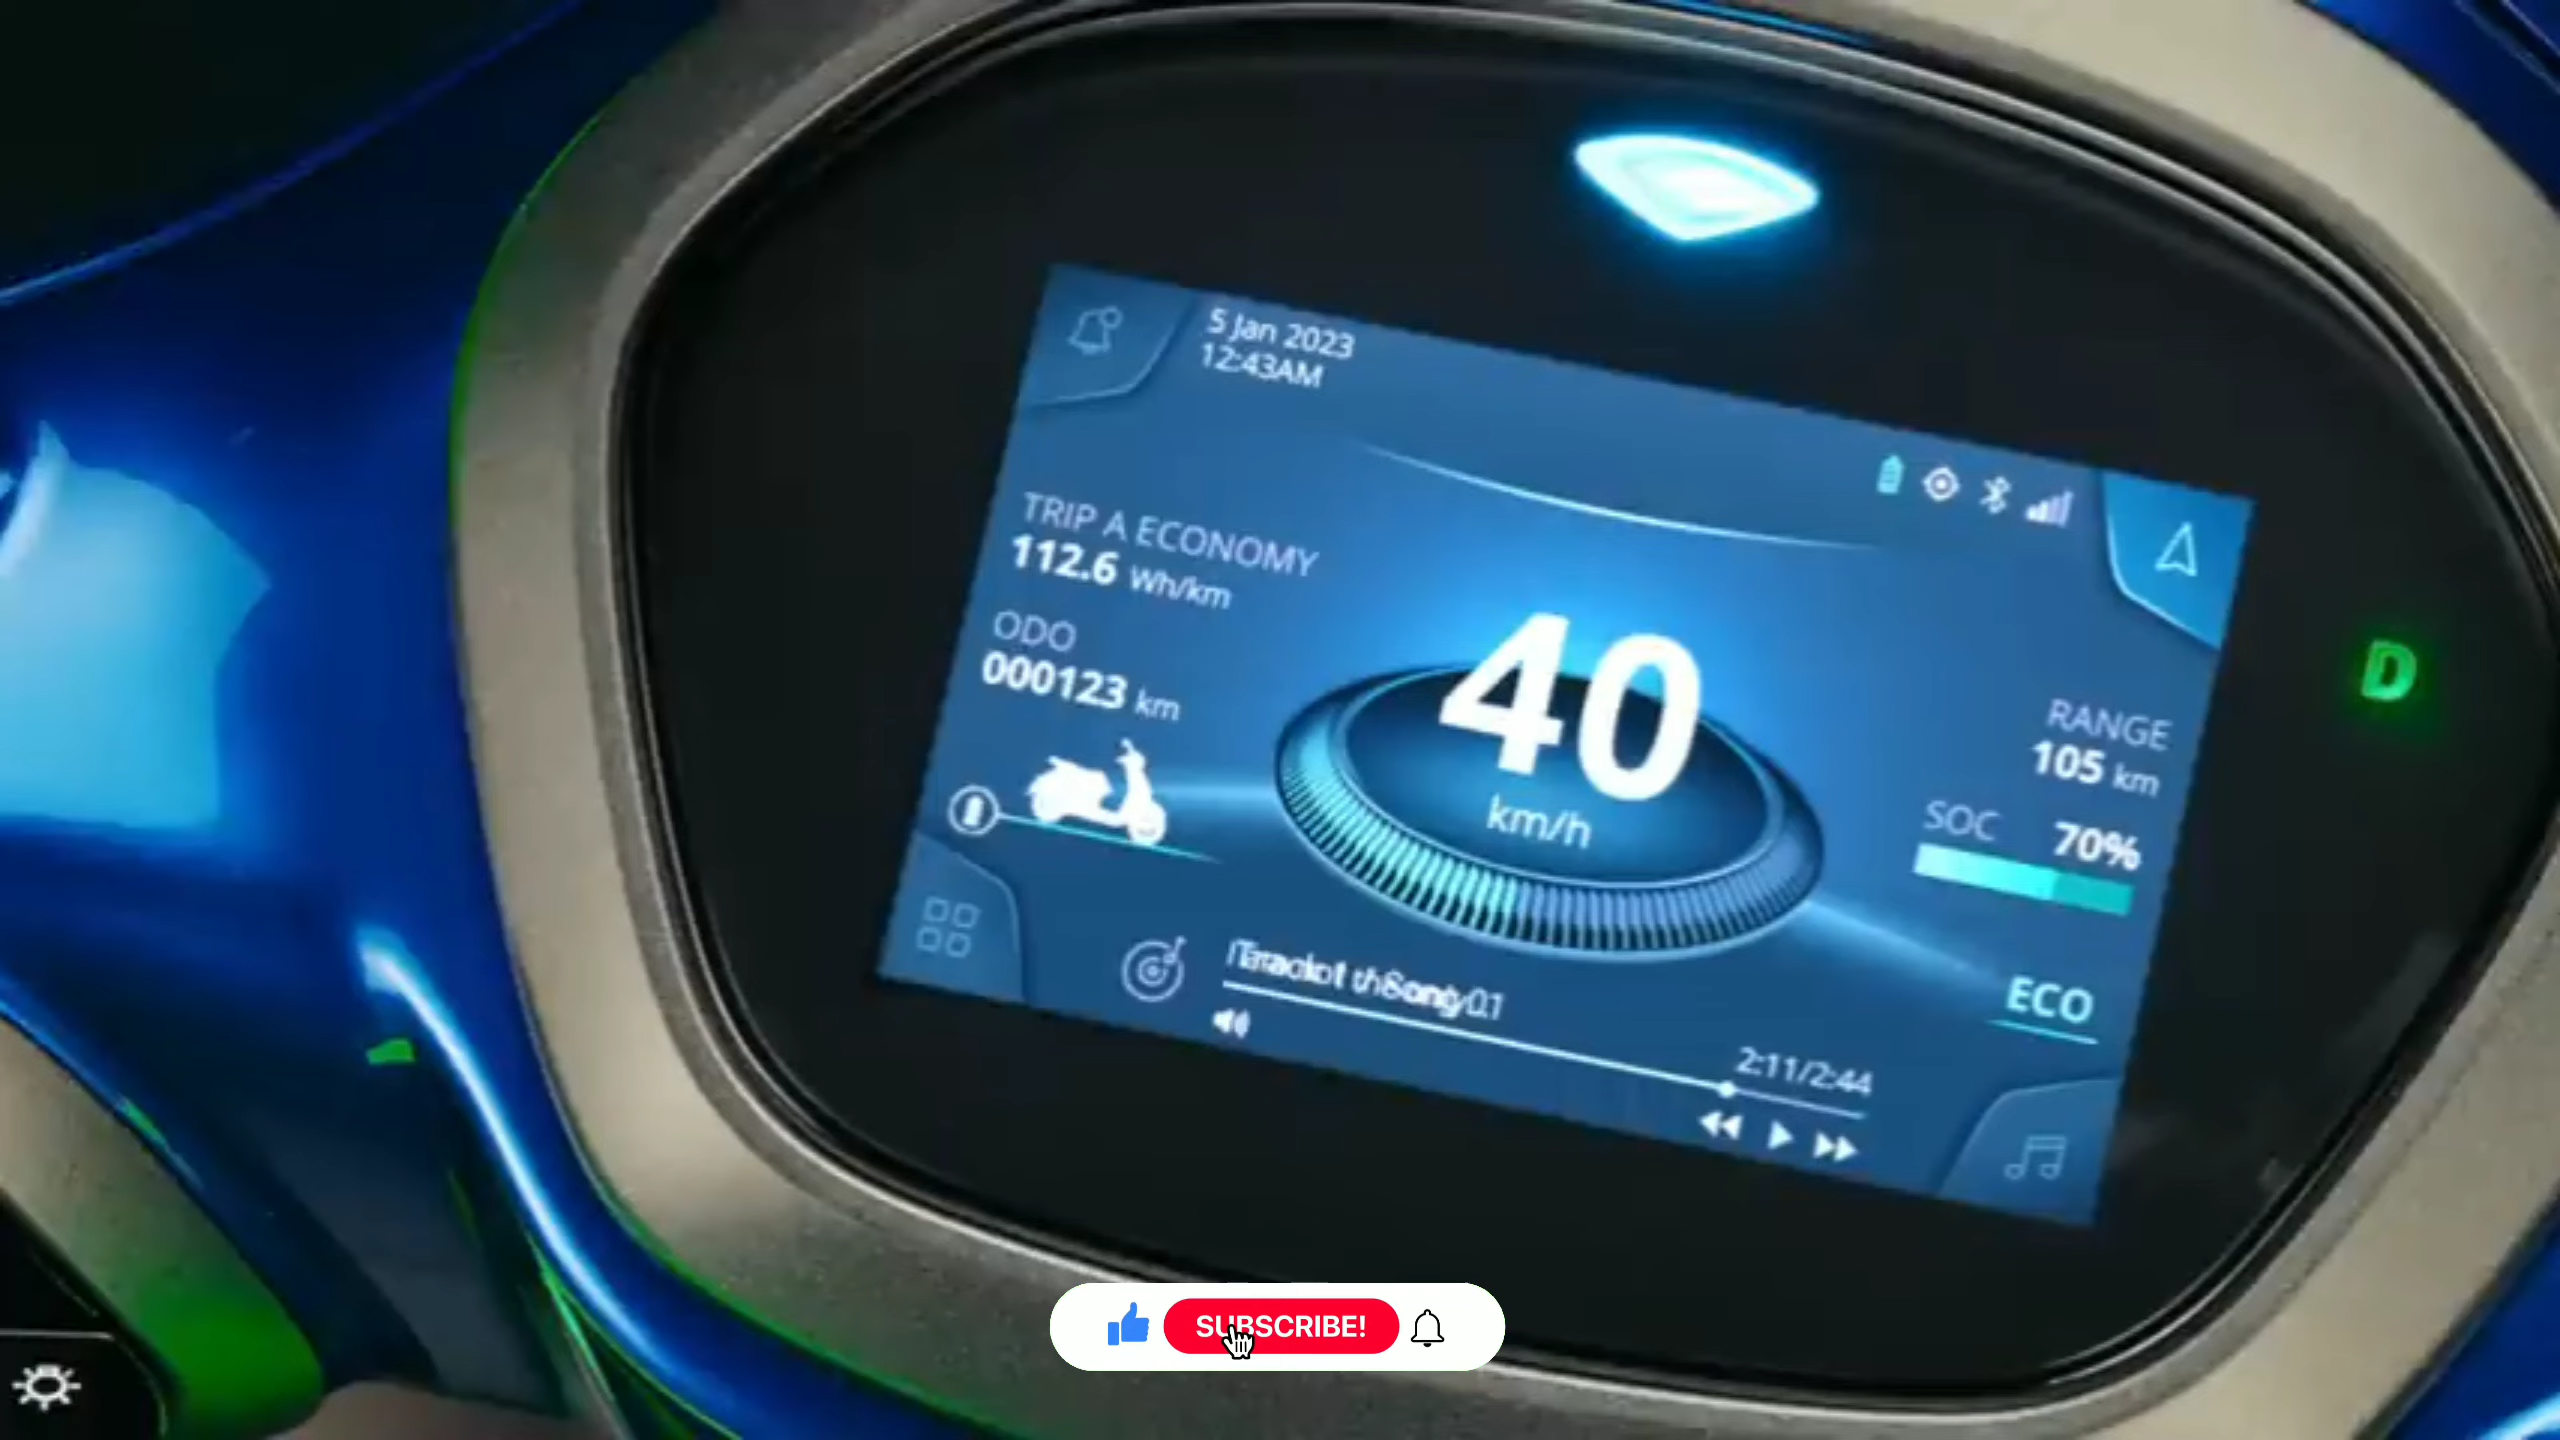 5 Jan 2023
12:43AM
TRIP A ECONOMY
112.6 Wh/km
ODO
000123 km
40
km/h
D
RANGE
105 km
SOC 70%
ECO
2:11/2:44
SUBSCRIBE!